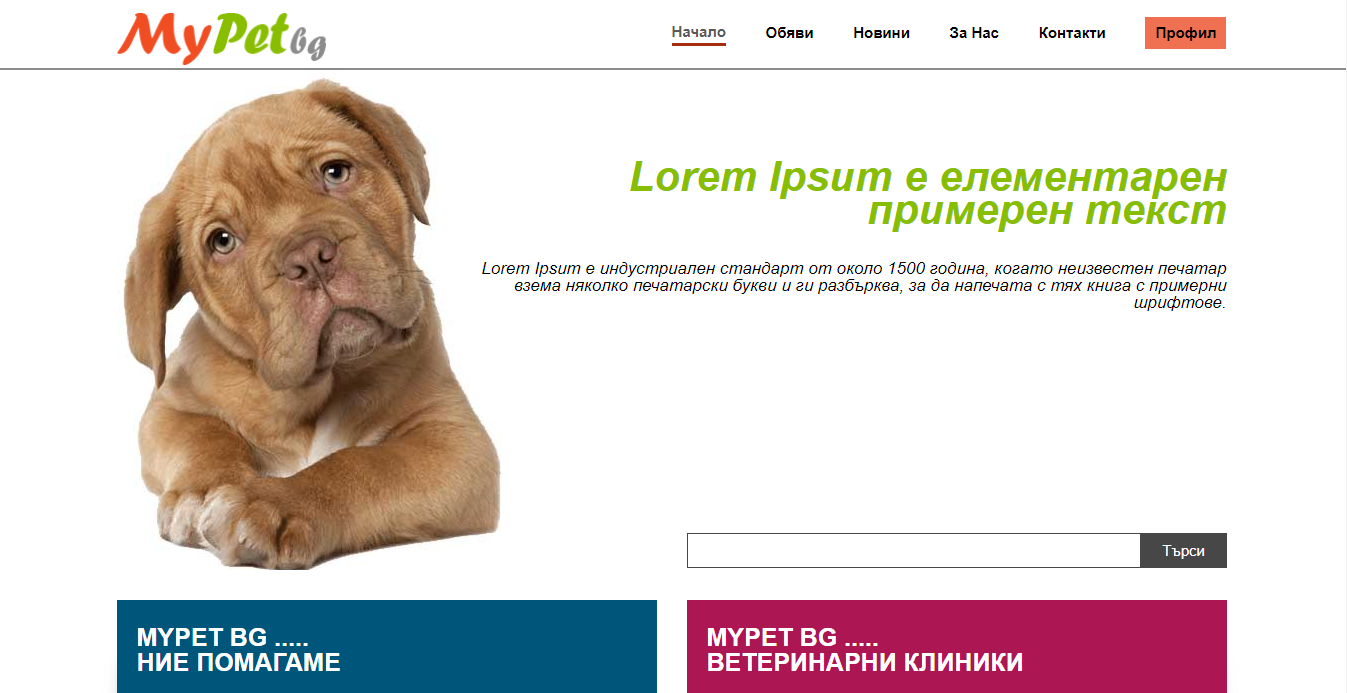 MyPet bg
Начало Обяви Новини За Нас Контакти Профил
Lorem Ipsum е елементарен
примерен текст
Lorem Ipsum е индустриален стандарт от около 1500 година, когато неизвестен печатар
взема няколко печатарски букви и ги разбърква, за да напечата с тях книга с примерни
шрифтове.
Търси
MYPET BG .....
НИЕ ПОМАГАМЕ
MYPET BG .....
ВЕТЕРИНАРНИ КЛИНИКИ